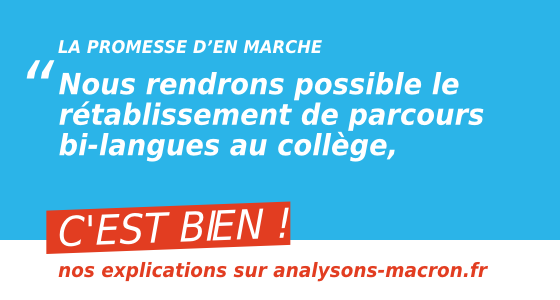 LA PROMESSE D'EN MARCHE
“Nous rendrons possible le
rétablissement de parcours
bi-langues au collège,
C'EST BIEN !
nos explications sur analysons-macron.fr